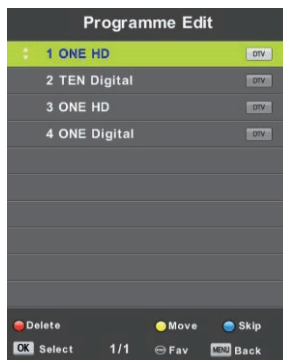 Programme Edit
1 ONE HD DTV
2 TEN Digital DTV
3 ONE HD DTV
4 ONE Digital DTV
Delete Move Skip
OK Select 1/1 Fav MENU Back